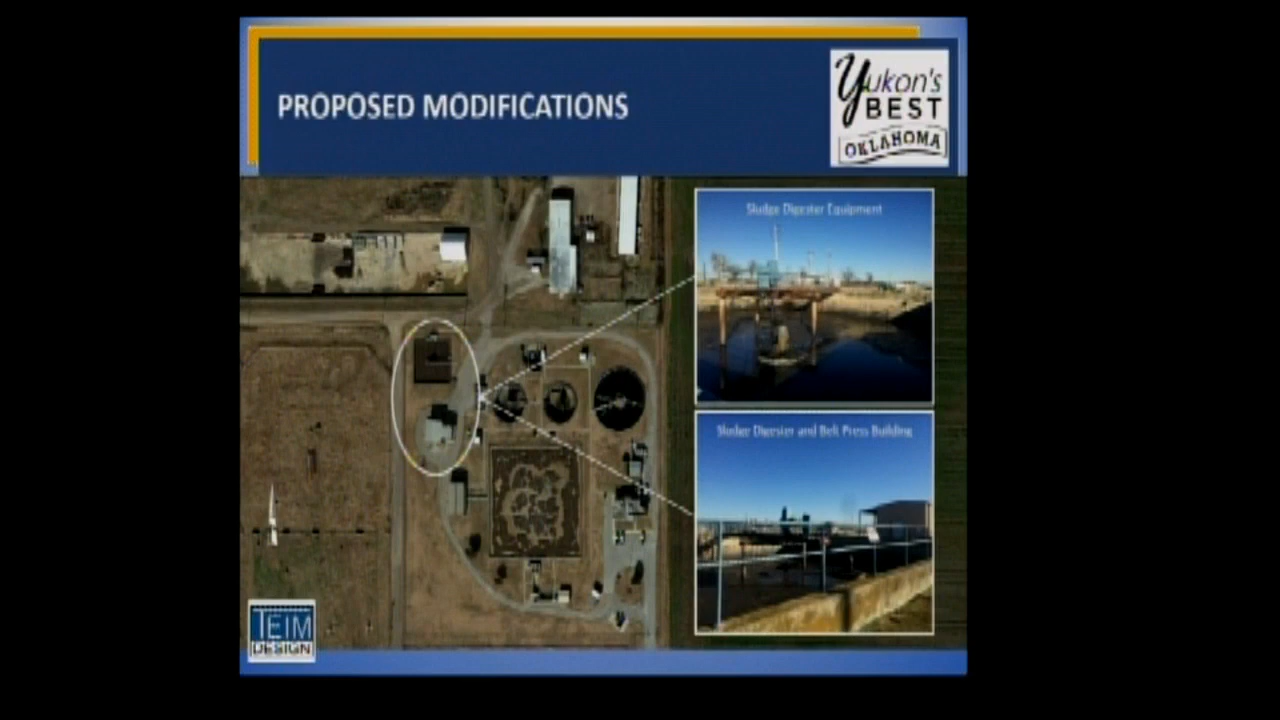 PROPOSED MODIFICATIONS
Yukon's
BEST
OKLAHOMA
Sludge Digester Equipment
Sludge Digester and Belt Press Building
TEIM
DESIGN